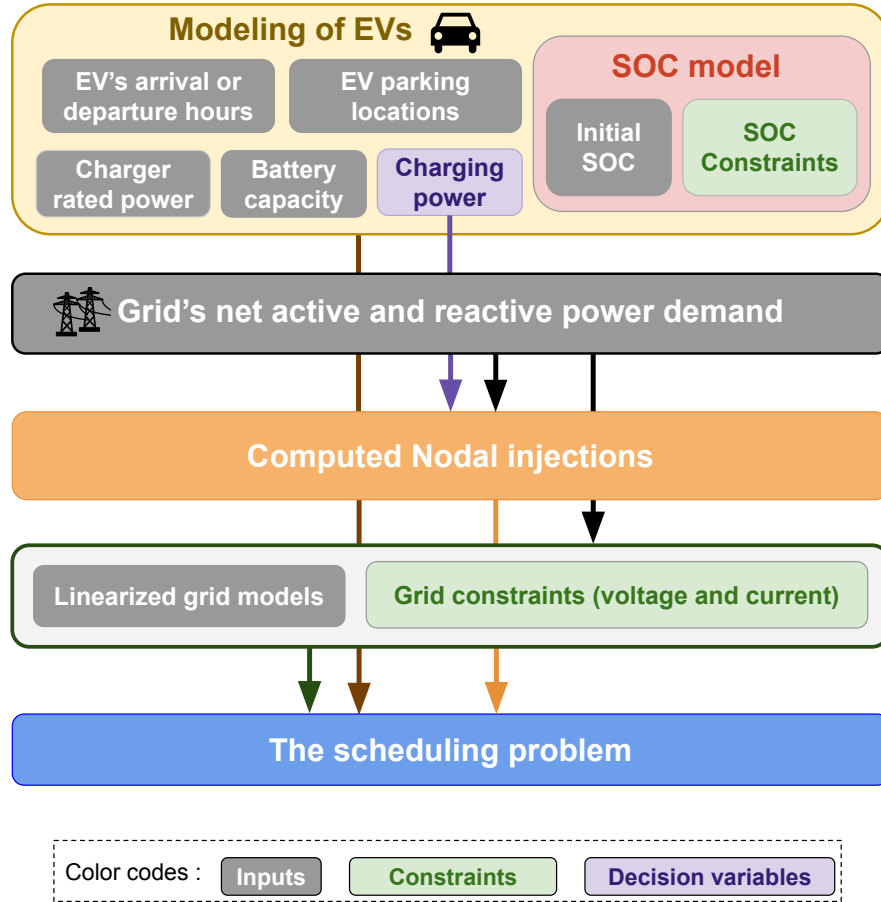 Modeling of EVs
EV's arrival or
departure hours
EV parking
locations
SOC model
Initial
SOC
SOC
Constraints
Charger
rated power
Battery
capacity
Charging
power
Grid's net active and reactive power demand
Computed Nodal injections
Linearized grid models
Grid constraints (voltage and current)
The scheduling problem
Color codes :
Inputs
Constraints
Decision variables